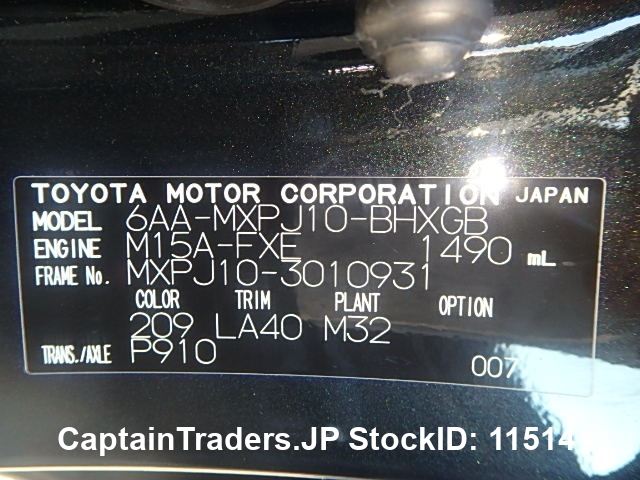 TOYOTA MOTOR CORPORATION JAPAN
MODEL 6AA-MXPJ10-BHXGB
ENGINE M15A-FXE 1490 mL
FRAME No. MXPJ10-3010931
COLOR TRIM PLANT OPTION
209 LA40 M32
TRANS./AXLE P910 007
CaptainTraders.JP StockID: